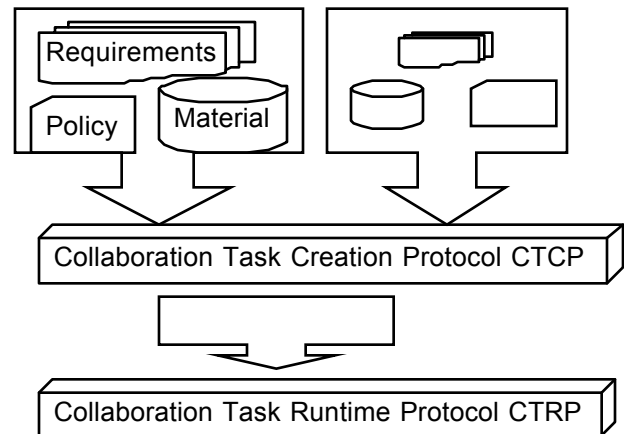 Requirements
Policy
Material
Collaboration Task Creation Protocol CTCP
Collaboration Task Runtime Protocol CTRP